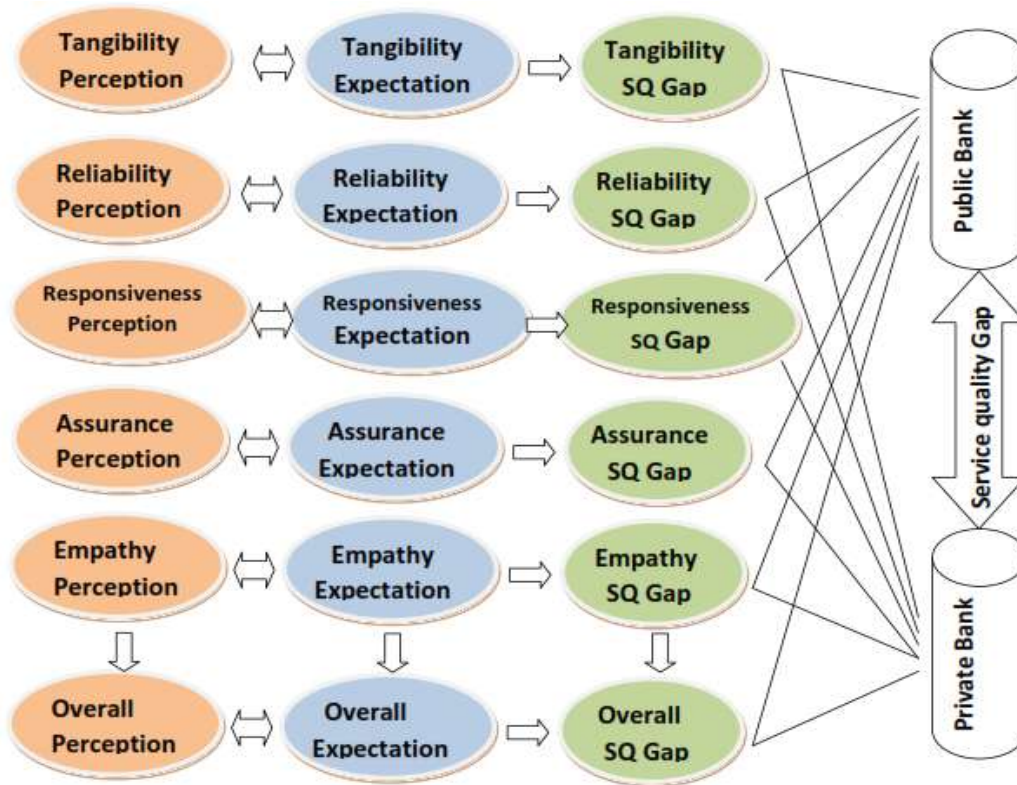 Tangibility
Perception
Tangibility
Expectation
Tangibility
SQ Gap
Reliability
Perception
Reliability
Expectation
Reliability
SQ Gap
Responsiveness
Perception
Responsiveness
Expectation
Responsiveness
SQ Gap
Assurance
Perception
Assurance
Expectation
Assurance
SQ Gap
Empathy
Perception
Empathy
Expectation
Empathy
SQ Gap
Overall
Perception
Overall
Expectation
Overall
SQ Gap
Public Bank
Service quality Gap
Private Bank